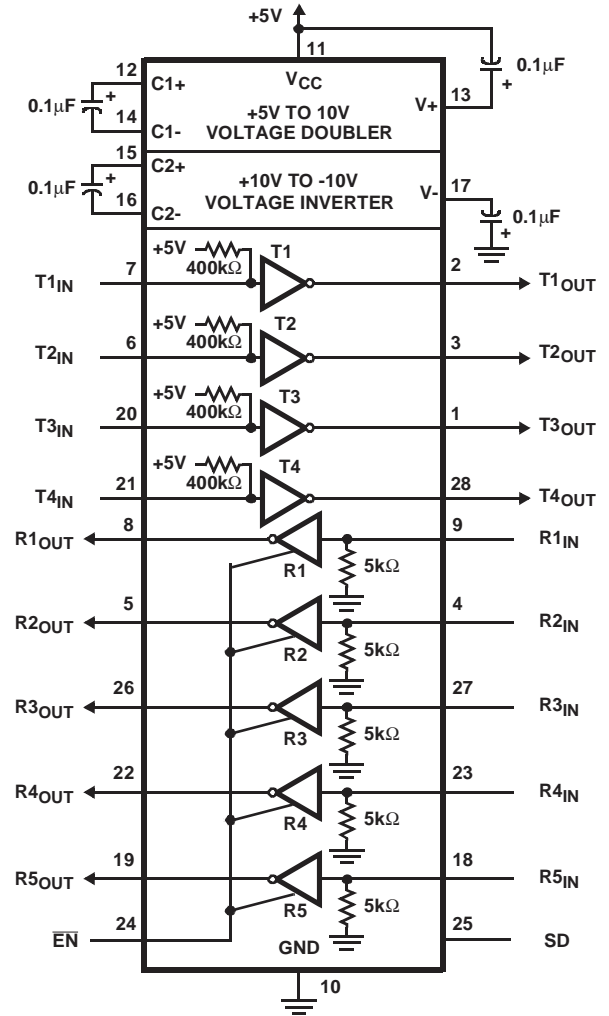 +5V
11
12
C1+
VCC
0.1μF
+
0.1μF
+
13
V+
+5V TO 10V
VOLTAGE DOUBLER
14
C1-
15
C2+
+10V TO -10V
VOLTAGE INVERTER
0.1μF
+
16
C2-
17
V-
0.1μF
+
+5V
400kΩ
T1
T1IN
7
2
T1OUT
+5V
400kΩ
T2
T2IN
6
3
T2OUT
+5V
400kΩ
T3
T3IN
20
1
T3OUT
+5V
400kΩ
T4
T4IN
21
28
T4OUT
R1OUT
8
9
R1IN
R1
5kΩ
R2OUT
5
4
R2IN
R2
5kΩ
R3OUT
26
27
R3IN
R3
5kΩ
R4OUT
22
23
R4IN
R4
5kΩ
R5OUT
19
18
R5IN
R5
5kΩ
EN
24
GND
25
SD
10